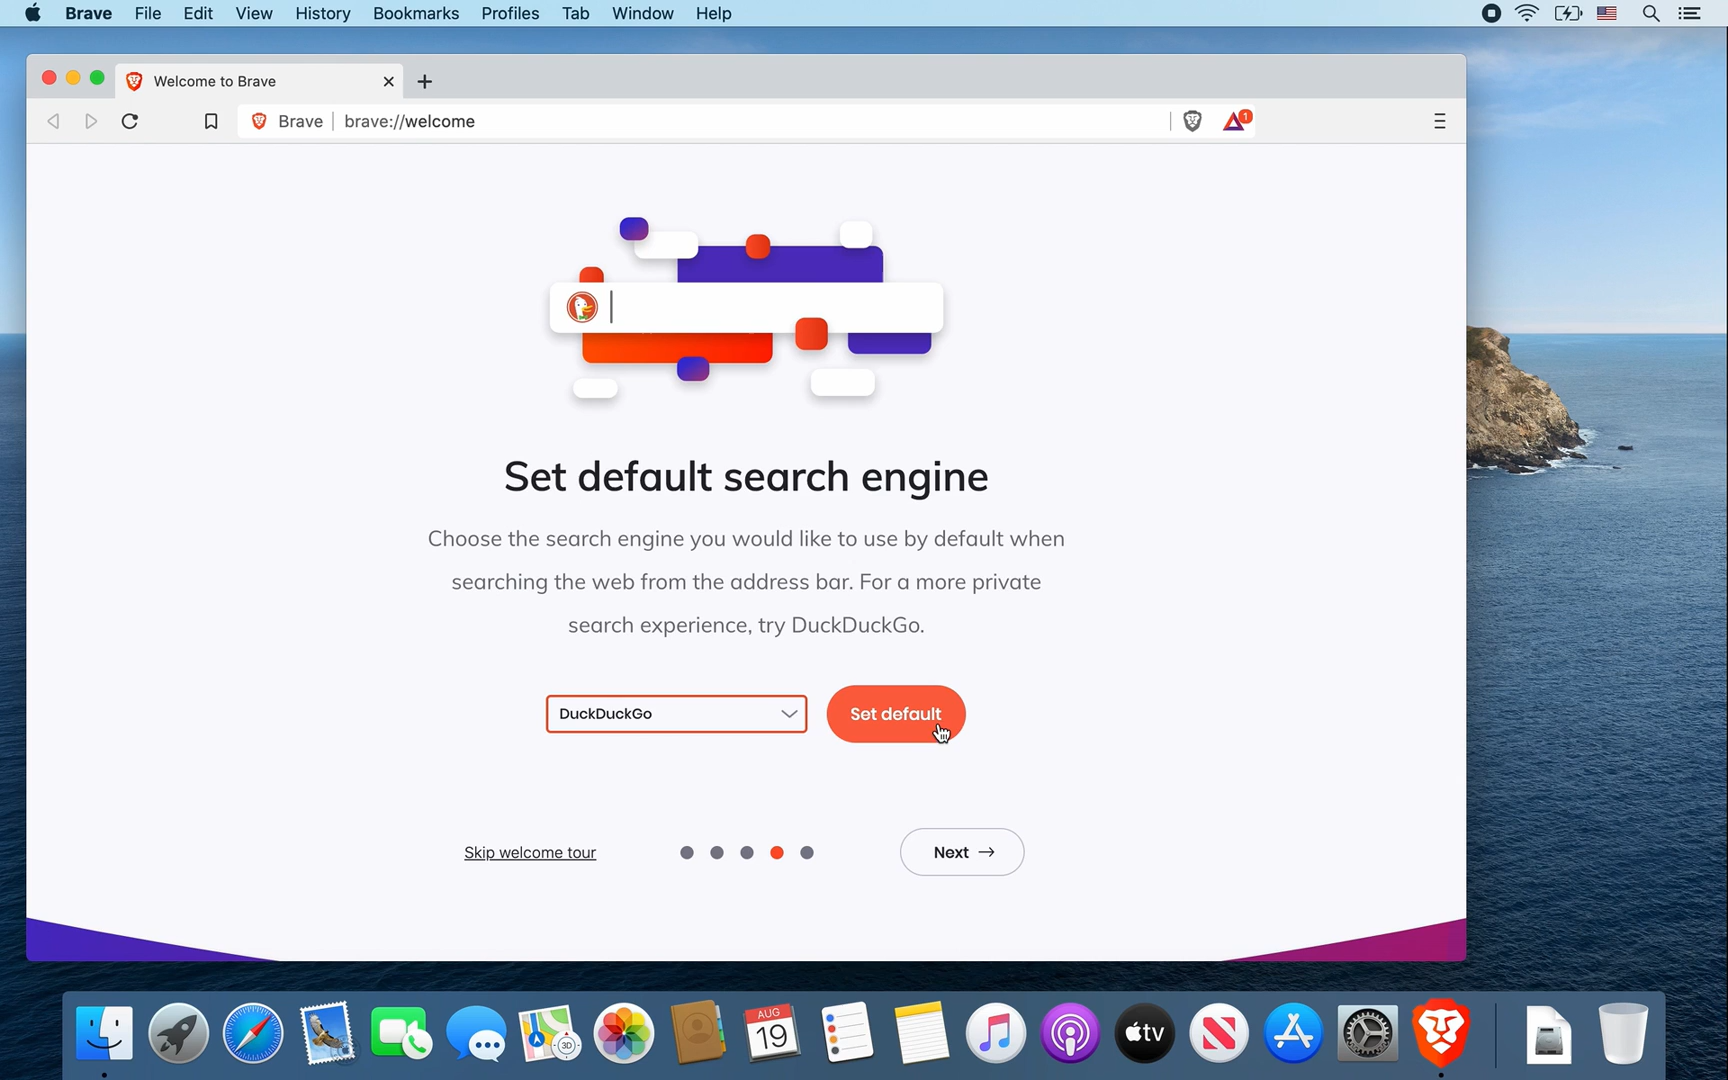 Brave File Edit View History Bookmarks Profiles Tab Window Help
Welcome to Brave
Brave brave://welcome
1
Set default search engine
Choose the search engine you would like to use by default when
searching the web from the address bar. For a more private
search experience, try DuckDuckGo.
DuckDuckGo Set default
Skip welcome tour Next →
3D
AUG
19
tv